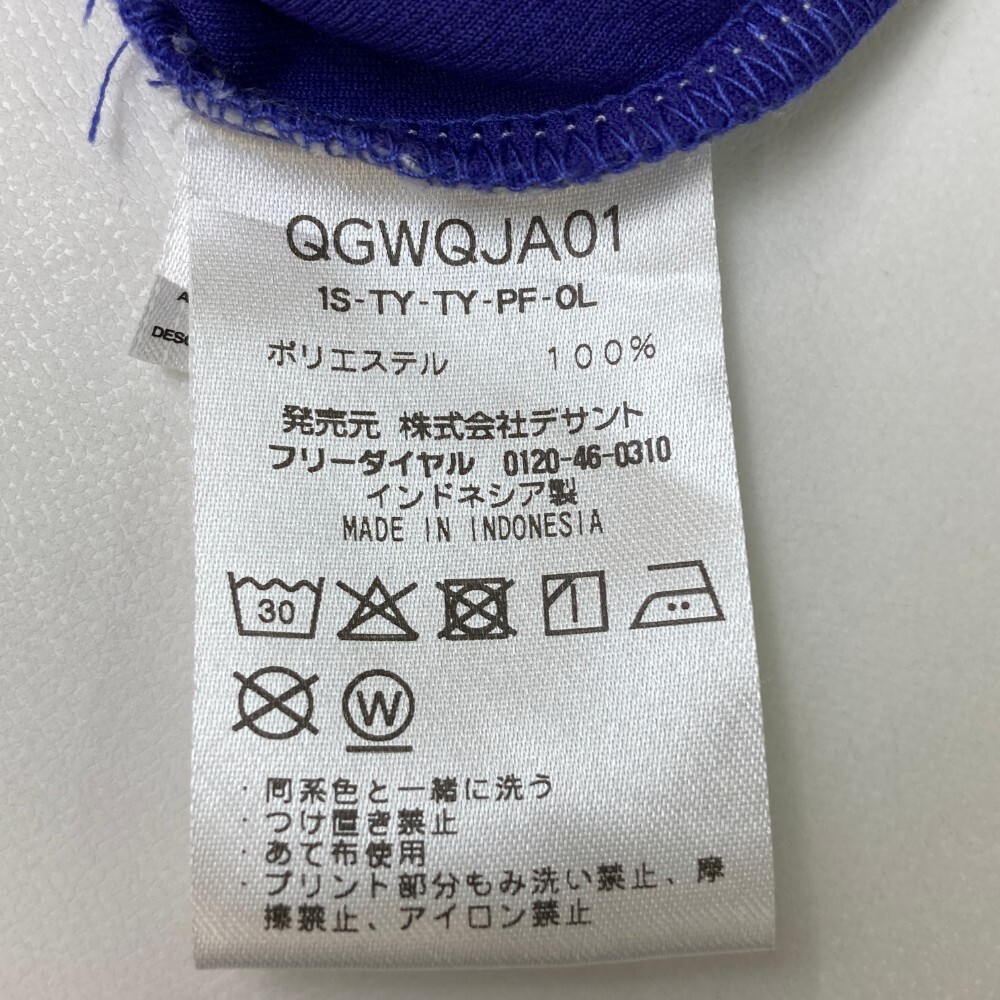 QGWQJA01
1S-TY-TY-PF-OL
ポリエステル 100%
発売元 株式会社デサント
フリーダイヤル 0120-46-0310
インドネシア製
MADE IN INDONESIA
30
W
・同系色と一緒に洗う
・つけ置き禁止
・あて布使用
・プリント部分もみ洗い禁止、摩
擦禁止、アイロン禁止